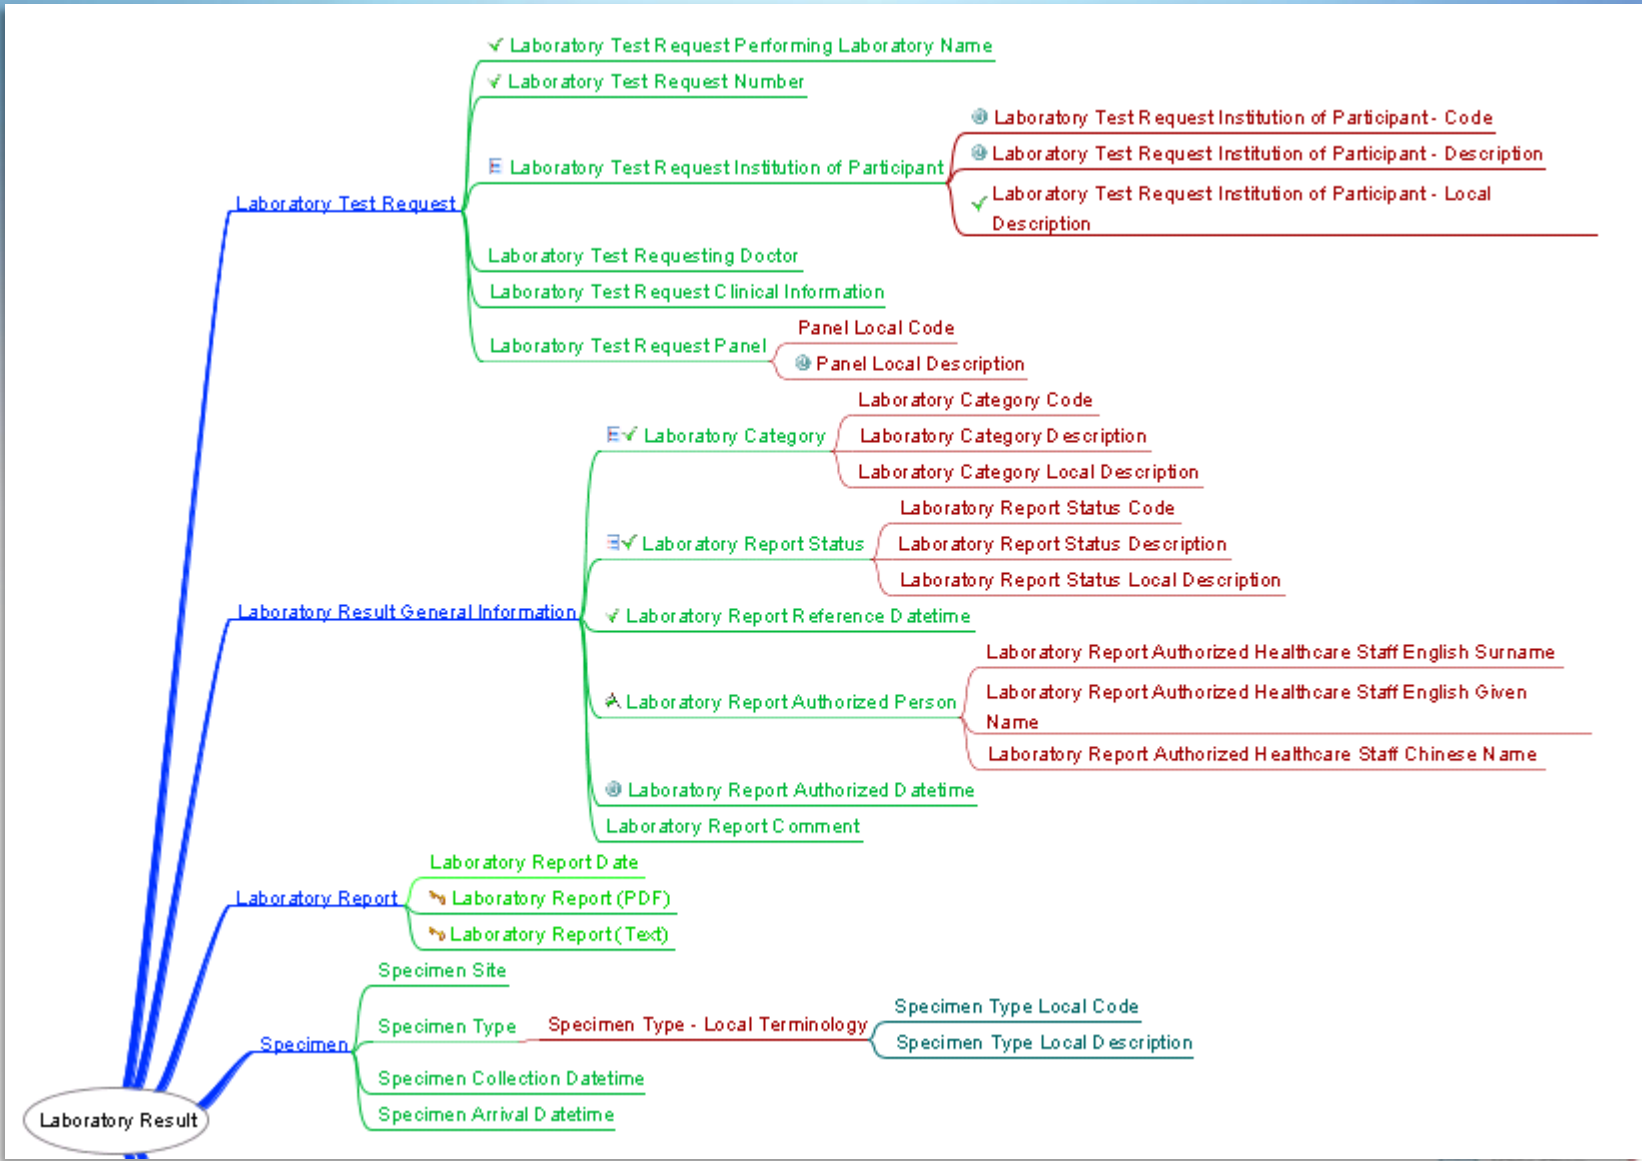 Laboratory Test Request Performing Laboratory Name
Laboratory Test Request Number
Laboratory Test Request Institution of Participant - Code
Laboratory Test Request Institution of Participant - Description
Laboratory Test Request Institution of Participant
Laboratory Test Request Institution of Participant - Local
Description
Laboratory Test Request
Laboratory Test Requesting Doctor
Laboratory Test Request Clinical Information
Panel Local Code
Laboratory Test Request Panel
Panel Local Description
Laboratory Category Code
Laboratory Category
Laboratory Category Description
Laboratory Category Local Description
Laboratory Report Status Code
Laboratory Report Status
Laboratory Report Status Description
Laboratory Report Status Local Description
Laboratory Result General Information
Laboratory Report Reference Datetime
Laboratory Report Authorized Healthcare Staff English Surname
Laboratory Report Authorized Healthcare Staff English Given
Name
Laboratory Report Authorized Person
Laboratory Report Authorized Healthcare Staff Chinese Name
Laboratory Report Authorized Datetime
Laboratory Report Comment
Laboratory Report Date
Laboratory Report
Laboratory Report (PDF)
Laboratory Report (Text)
Specimen Site
Specimen Type Local Code
Specimen Type
Specimen Type - Local Terminology
Specimen Type Local Description
Specimen
Specimen Collection Datetime
Specimen Arrival Datetime
Laboratory Result